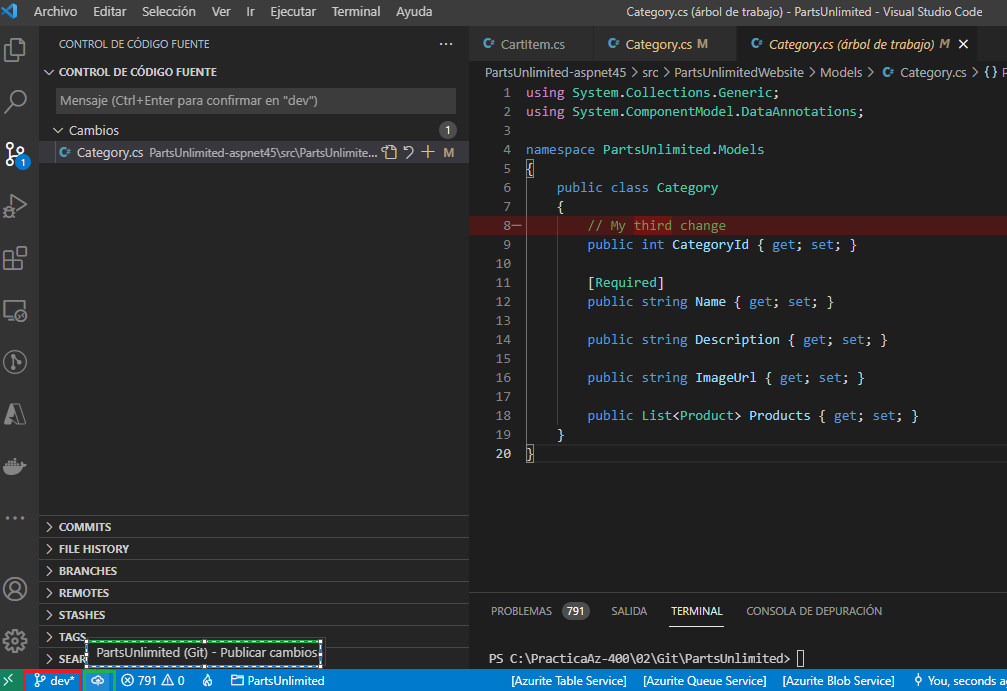 Archivo Editar Selección Ver Ir Ejecutar Terminal Ayuda Category.cs (árbol de trabajo) - PartsUnlimited - Visual Studio Code
CONTROL DE CÓDIGO FUENTE ...
CONTROL DE CÓDIGO FUENTE
Mensaje (Ctrl+Enter para confirmar en "dev")
Cambios 1
Category.cs PartsUnlimited-aspnet45\src\PartsUnlimite... M
1
COMMITS
FILE HISTORY
BRANCHES
REMOTES
STASHES
TAGS
SEAR
PartsUnlimited (Git) - Publicar cambios
C# CartItem.cs C# Category.cs M C# Category.cs (árbol de trabajo) M
PartsUnlimited-aspnet45 > src > PartsUnlimitedWebsite > Models > C# Category.cs > {}
1 using System.Collections.Generic;
2 using System.ComponentModel.DataAnnotations;
3
4 namespace PartsUnlimited.Models
5 {
6 public class Category
7 {
8− // My third change
9 public int CategoryId { get; set; }
10
11 [Required]
12 public string Name { get; set; }
13
14 public string Description { get; set; }
15
16 public string ImageUrl { get; set; }
17
18 public List<Product> Products { get; set; }
19 }
20 }
PROBLEMAS 791 SALIDA TERMINAL CONSOLA DE DEPURACIÓN
PS C:\PracticaAz-400\02\Git\PartsUnlimited>
dev* 791 0 PartsUnlimited [Azurite Table Service] [Azurite Queue Service] [Azurite Blob Service] You, seconds